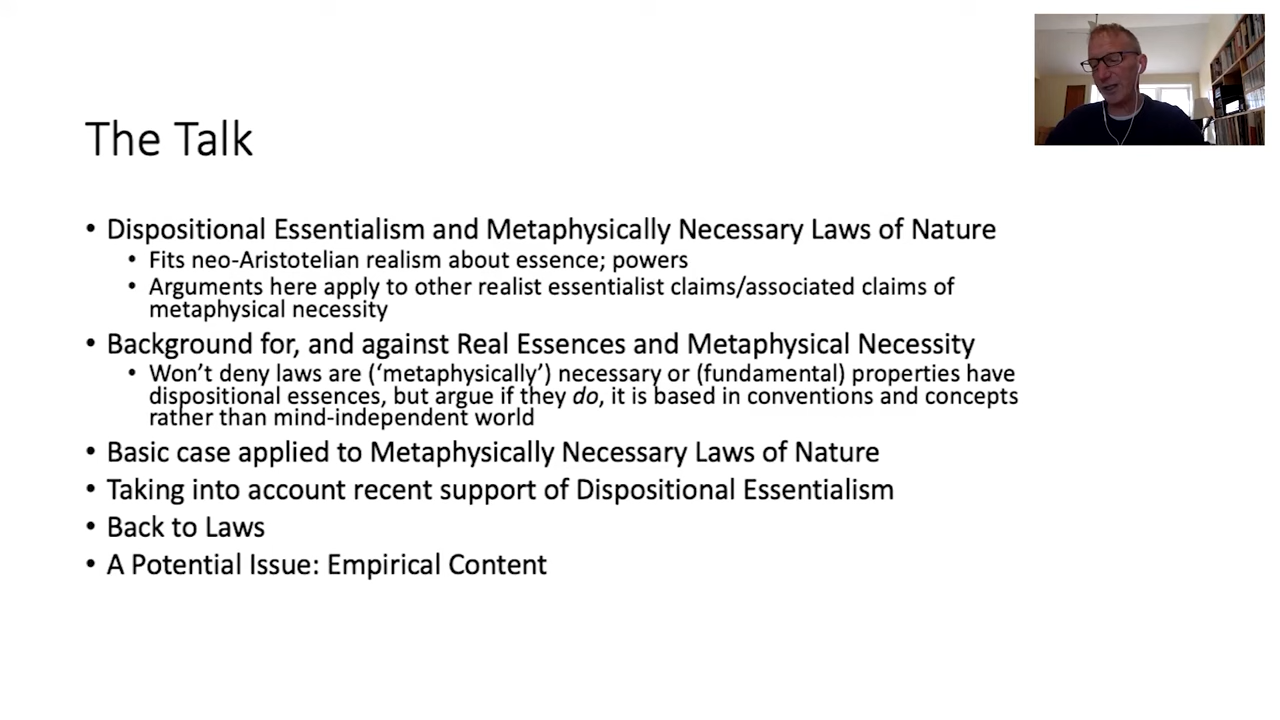 The Talk
• Dispositional Essentialism and Metaphysically Necessary Laws of Nature
• Fits neo-Aristotelian realism about essence; powers
• Arguments here apply to other realist essentialist claims/associated claims of
metaphysical necessity
• Background for, and against Real Essences and Metaphysical Necessity
• Won’t deny laws are (‘metaphysically’) necessary or (fundamental) properties have
dispositional essences, but argue if they do, it is based in conventions and concepts
rather than mind-independent world
• Basic case applied to Metaphysically Necessary Laws of Nature
• Taking into account recent support of Dispositional Essentialism
• Back to Laws
• A Potential Issue: Empirical Content